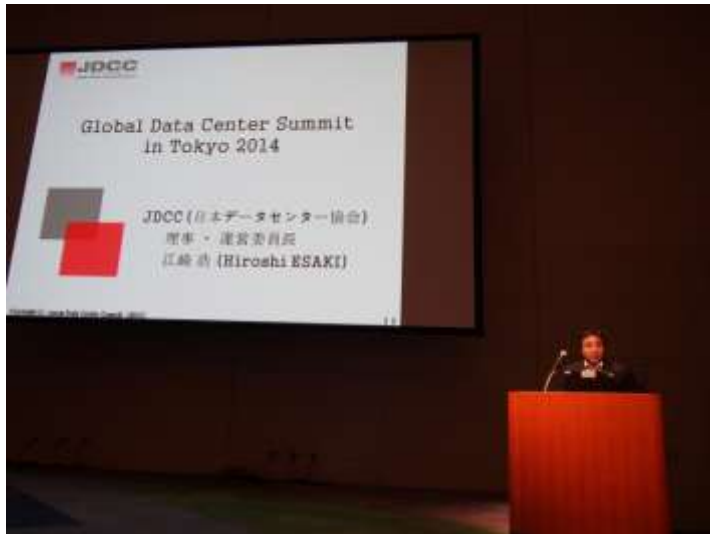 JDCC
Global Data Center Summit
in Tokyo 2014
JDCC(日本データセンター協会)
理事 ・ 運営委員長
江崎 浩 (Hiroshi ESAKI)